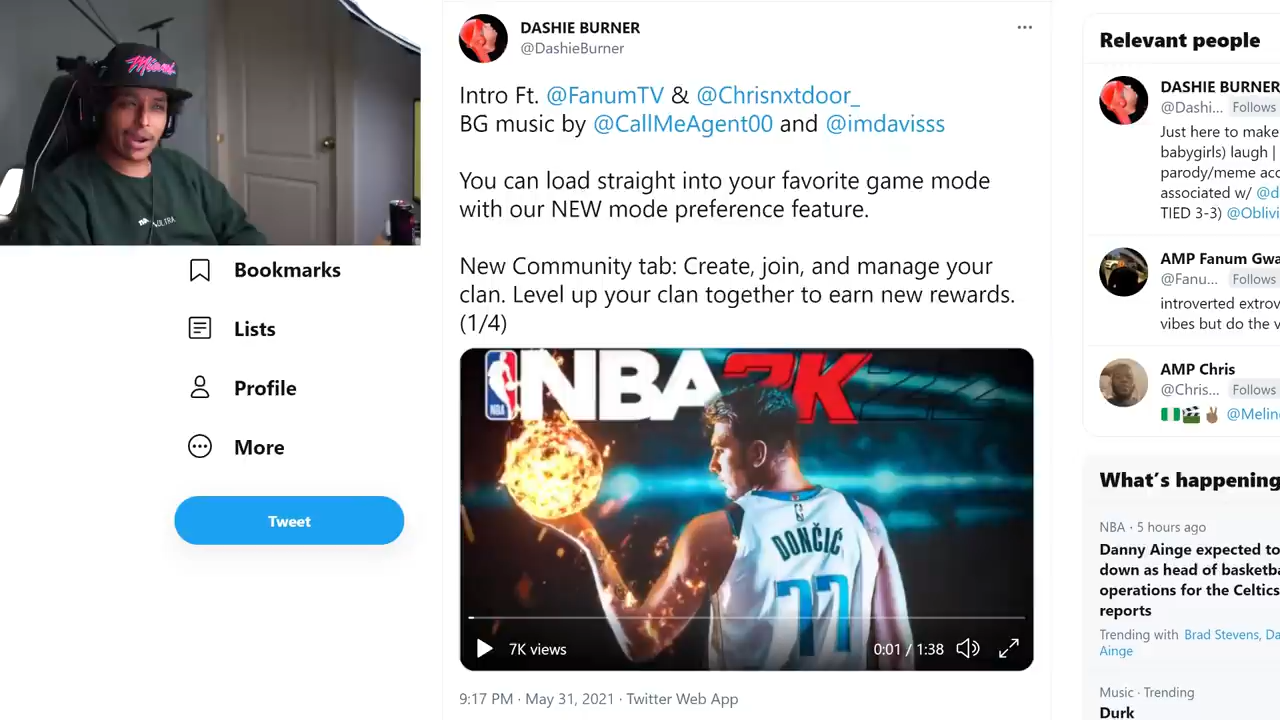 Miami
Bookmarks
Lists
Profile
More
Tweet
DASHIE BURNER
@DashieBurner
Intro Ft. @FanumTV & @Chrisnxtdoor_
BG music by @CallMeAgent00 and @imdavisss
You can load straight into your favorite game mode
with our NEW mode preference feature.
New Community tab: Create, join, and manage your
clan. Level up your clan together to earn new rewards.
(1/4)
NBA
NBA 2K22
DONČIĆ
77
7K views
0:01 / 1:38
9:17 PM · May 31, 2021 · Twitter Web App
Relevant people
DASHIE BURNER
@Dashi... Follows
Just here to make
babygirls) laugh |
parody/meme acc
associated w/ @d
TIED 3-3) @Oblivi
AMP Fanum Gwa
@Fanu... Follows
introverted extrov
vibes but do the v
AMP Chris
@Chris... Follows
@Melin
What's happening
NBA · 5 hours ago
Danny Ainge expected to
down as head of basketba
operations for the Celtics
reports
Trending with Brad Stevens, Da
Ainge
Music · Trending
Durk